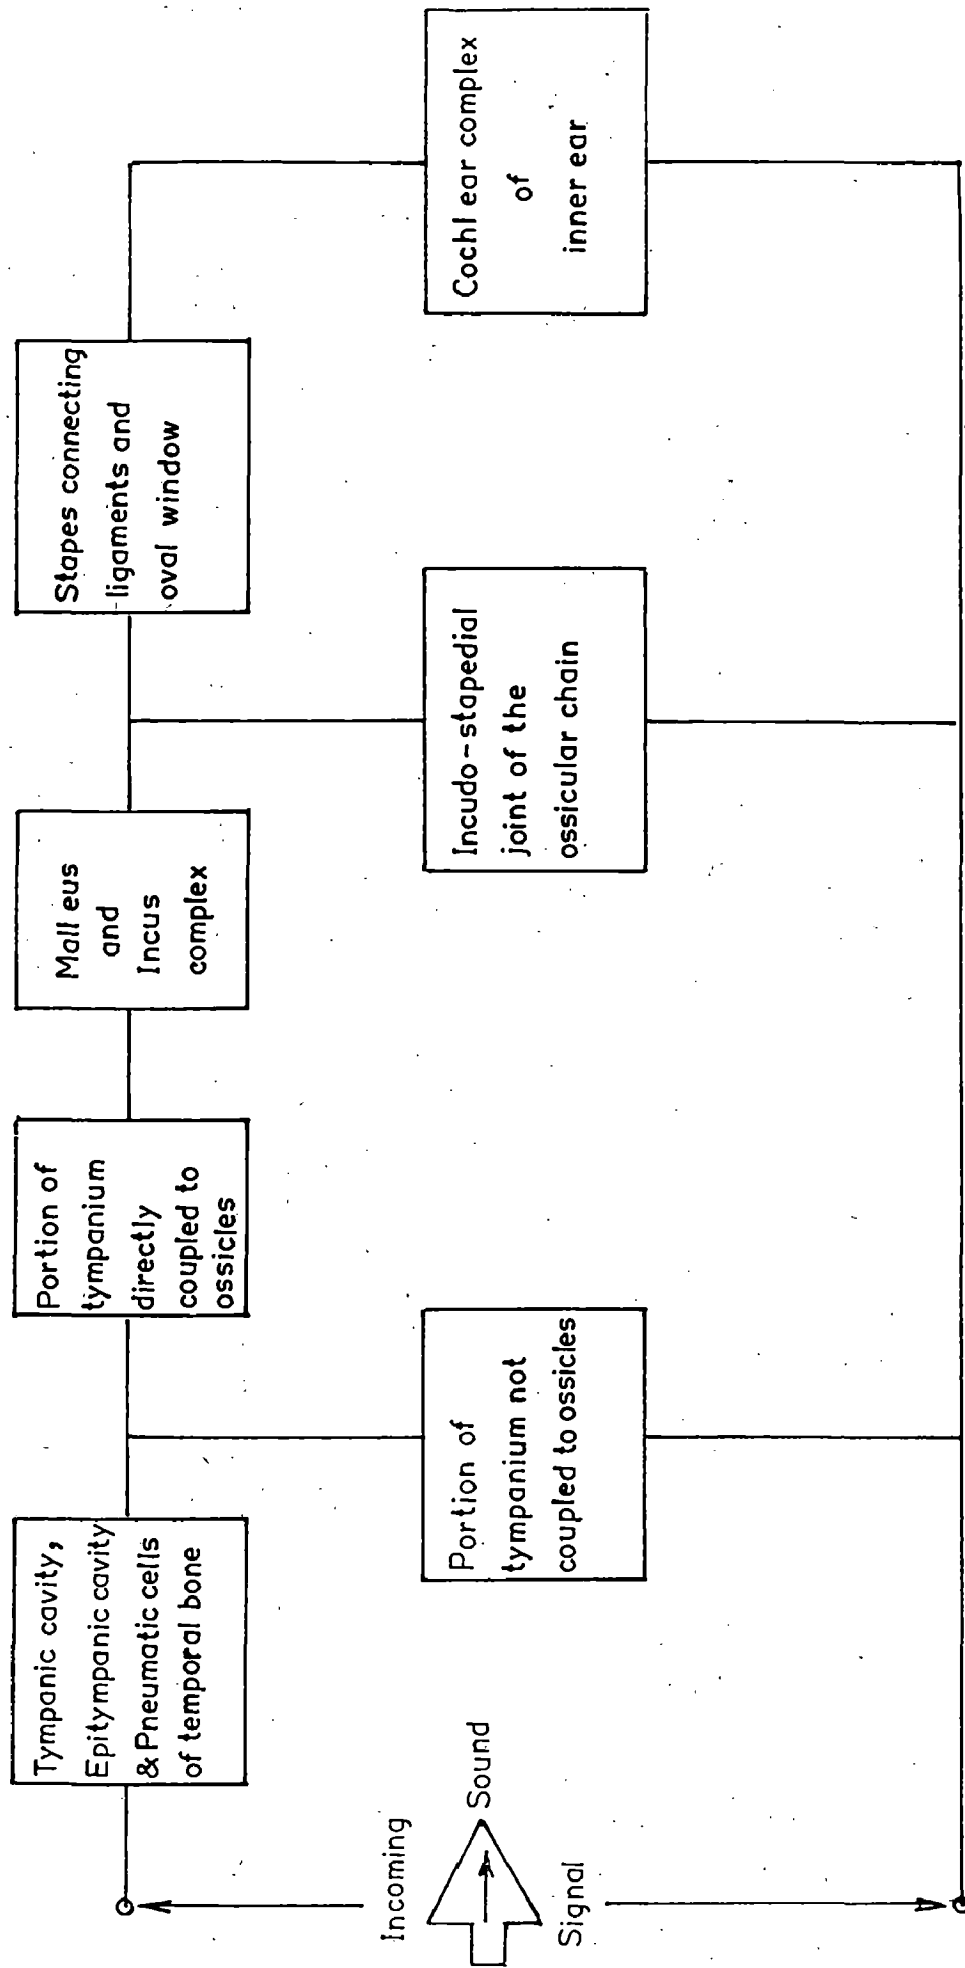 Tympanic cavity,
Epitympanic cavity
& Pneumatic cells
of temporal bone
Portion of
tympanium
directly
coupled to
ossicles
Mall eus
and
Incus
complex
Stapes connecting
ligaments and
oval window
Incoming
Sound
Signal
Portion of
tympanium not
coupled to ossicles
Incudo-stapedial
joint of the
ossicular chain
Cochl ear complex
of
inner ear